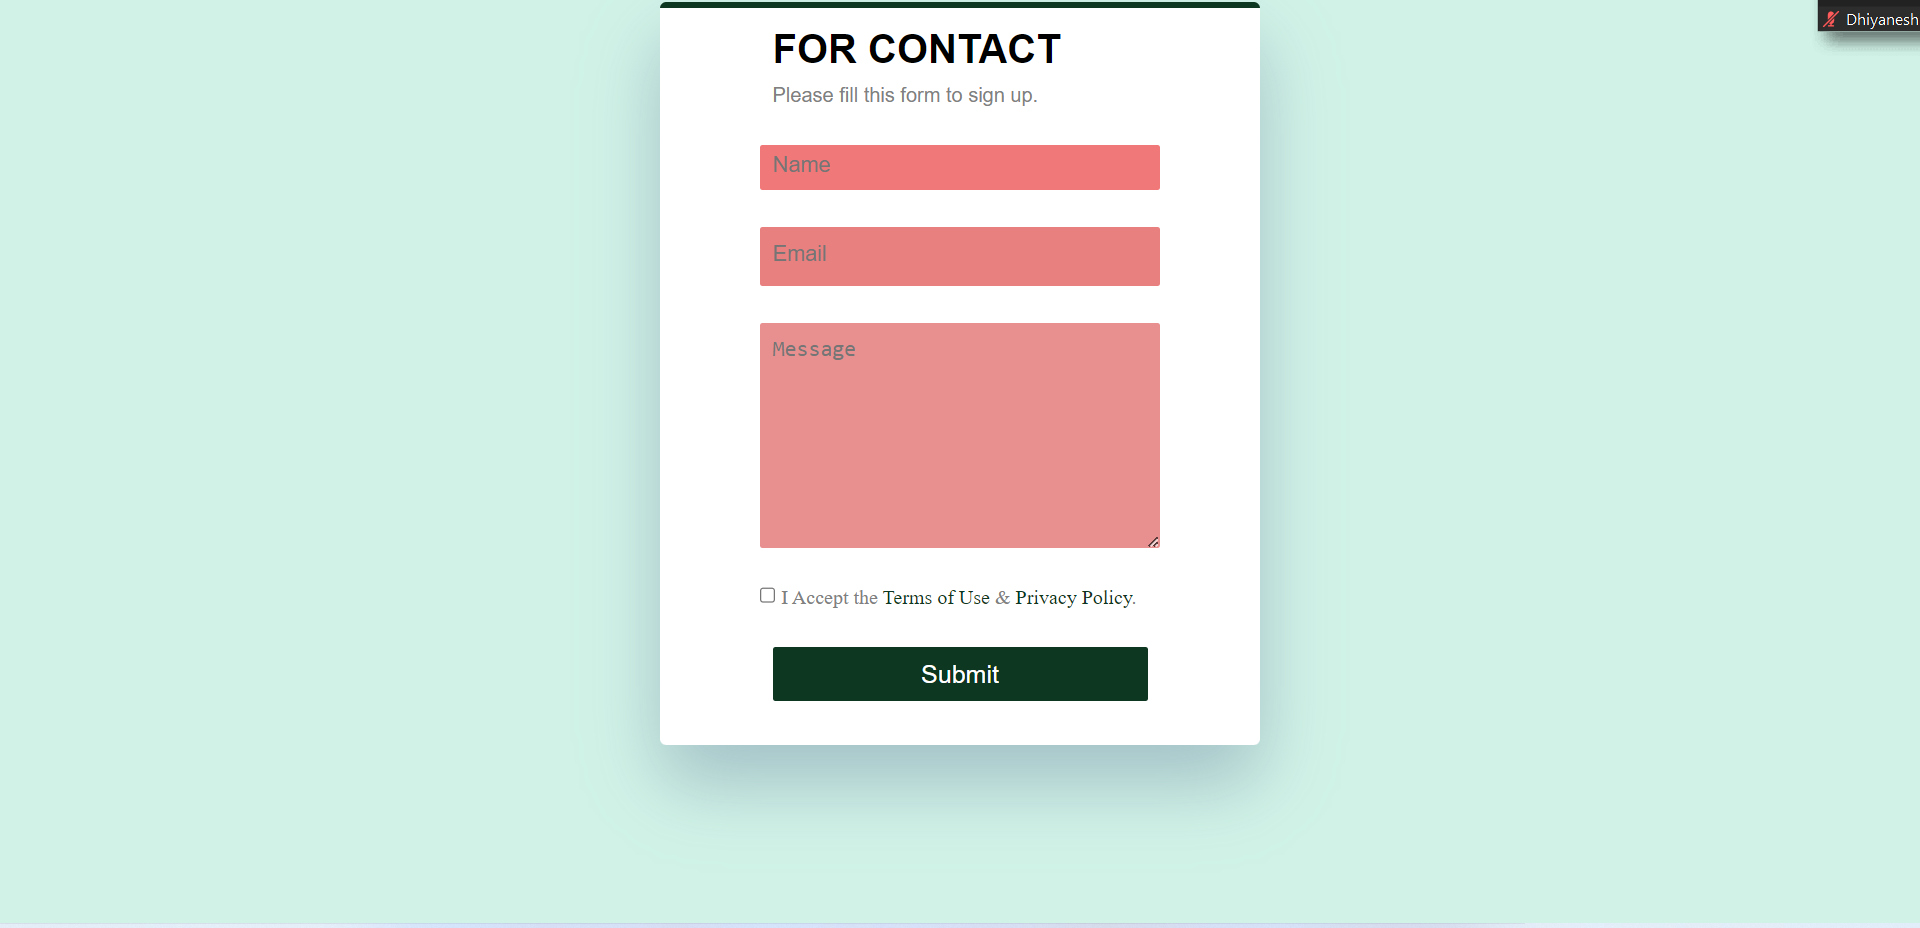 Dhiyanesh
FOR CONTACT
Please fill this form to sign up.
Name
Email
Message
I Accept the Terms of Use & Privacy Policy.
Submit